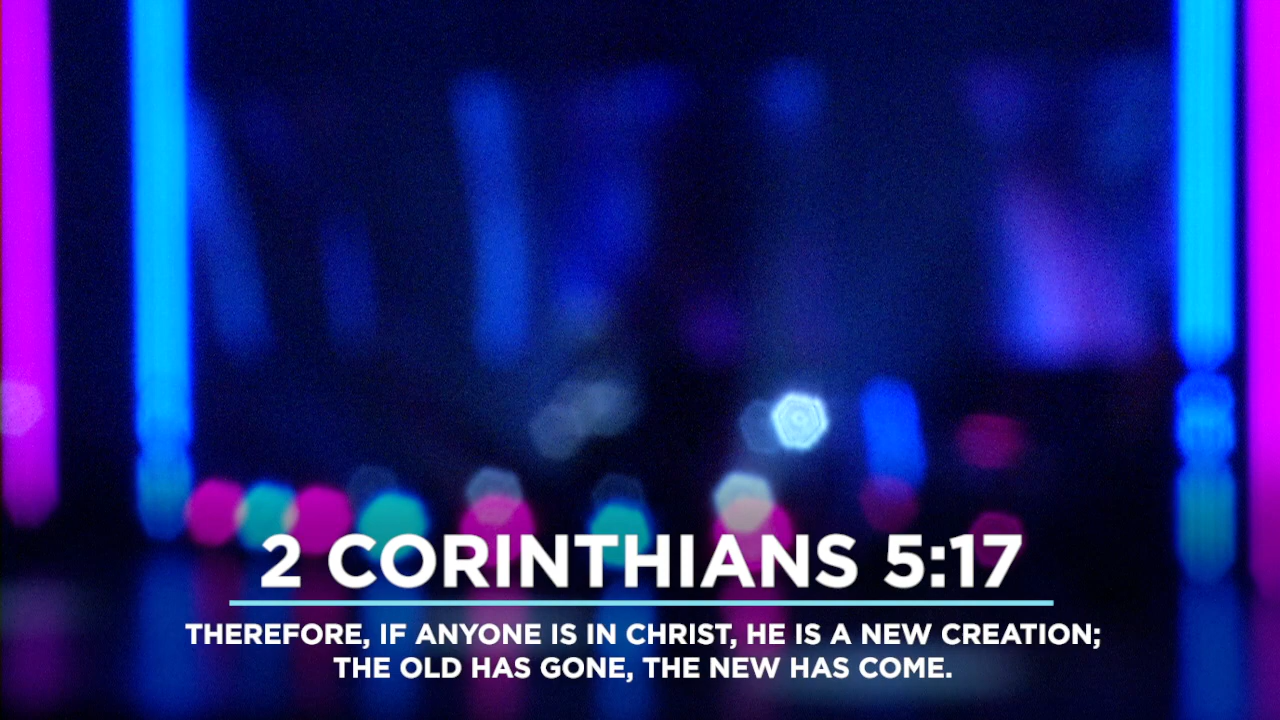 2 CORINTHIANS 5:17
THEREFORE, IF ANYONE IS IN CHRIST, HE IS A NEW CREATION;
THE OLD HAS GONE, THE NEW HAS COME.